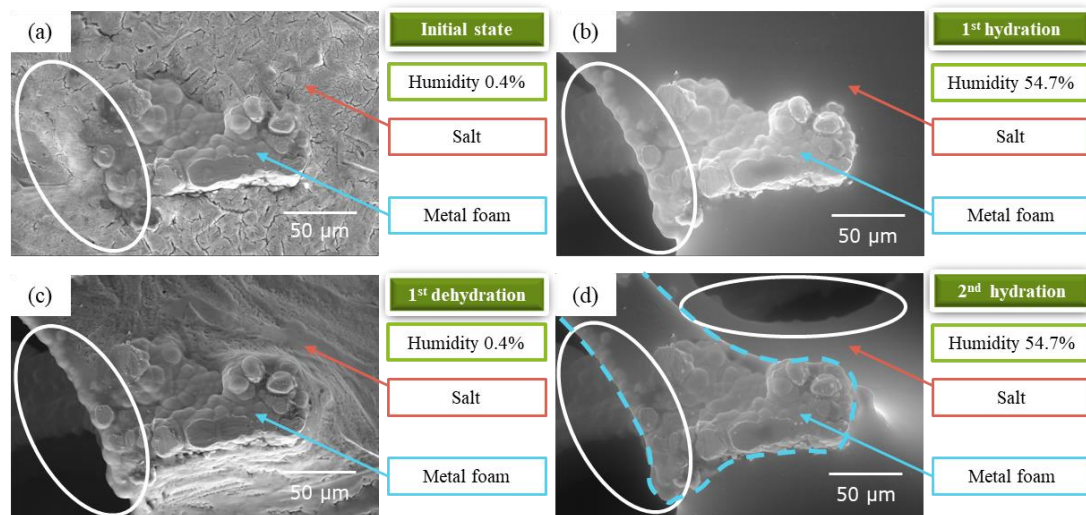 (a)
Initial state
Humidity 0.4%
Salt
Metal foam
50 µm
(b)
1st hydration
Humidity 54.7%
Salt
Metal foam
50 µm
(c)
1st dehydration
Humidity 0.4%
Salt
Metal foam
50 µm
(d)
2nd hydration
Humidity 54.7%
Salt
Metal foam
50 µm